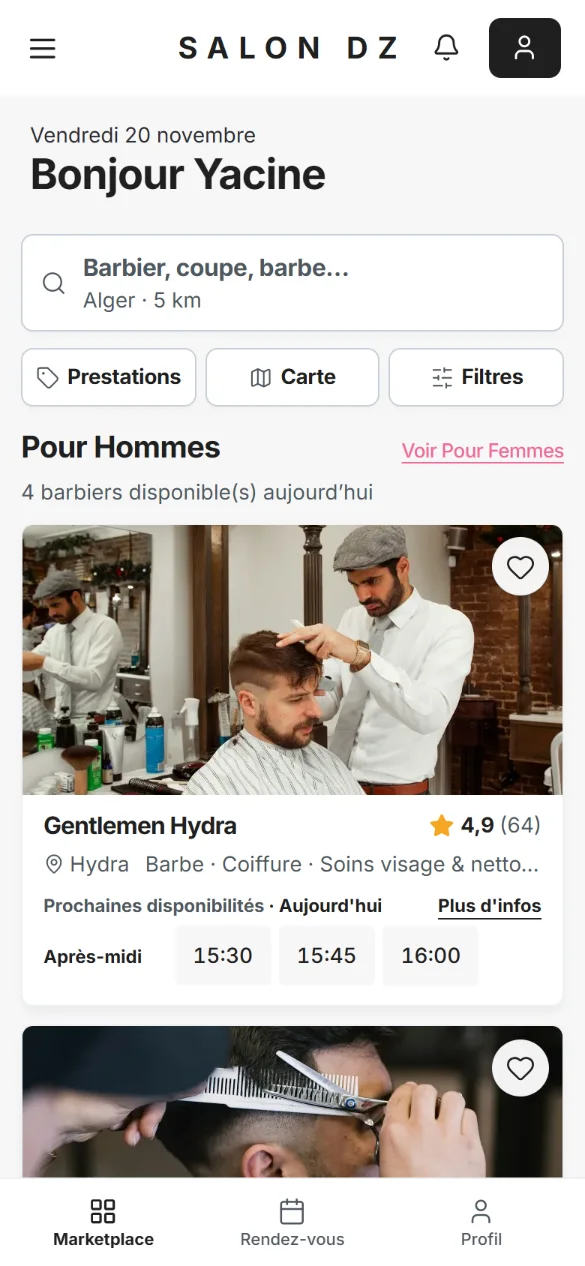 SALON DZ
Vendredi 20 novembre
Bonjour Yacine
Barbier, coupe, barbe...
Alger · 5 km
Prestations Carte Filtres
Pour Hommes Voir Pour Femmes
4 barbiers disponible(s) aujourd’hui
Gentlemen Hydra 4,9 (64)
Hydra Barbe · Coiffure · Soins visage & netto...
Prochaines disponibilités · Aujourd'hui Plus d'infos
Après-midi 15:30 15:45 16:00
Marketplace Rendez-vous Profil